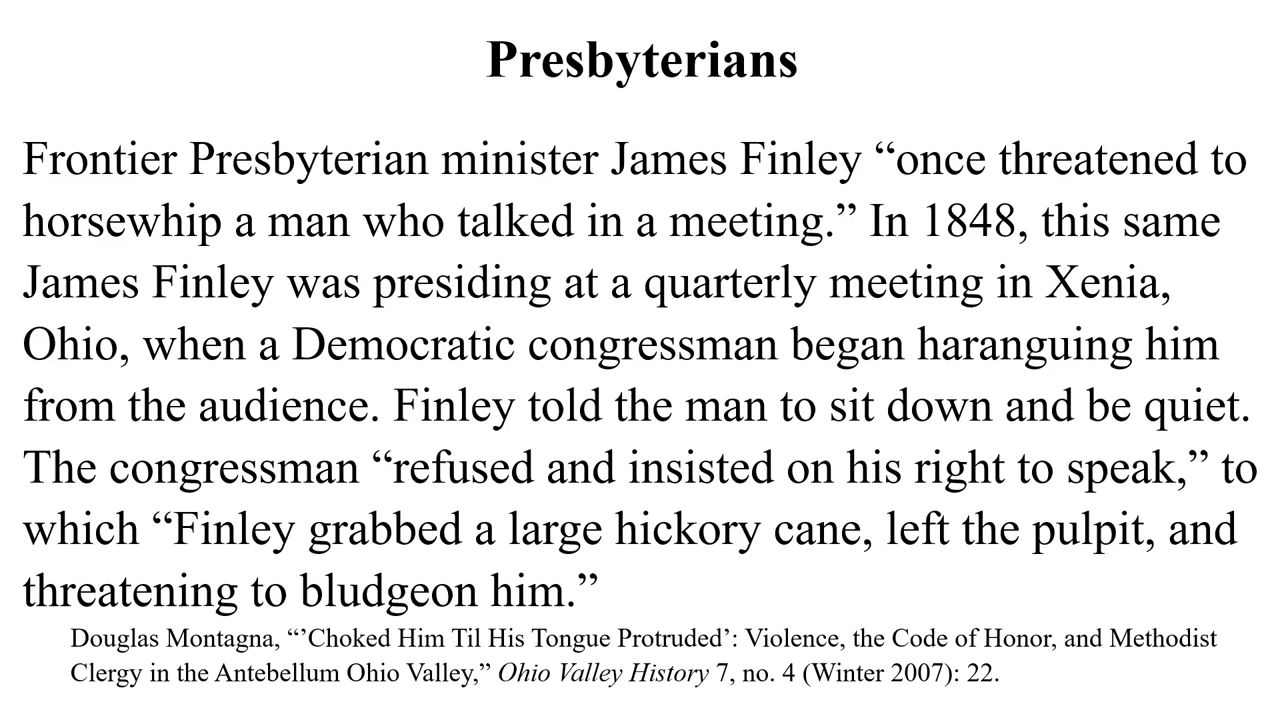 Presbyterians
Frontier Presbyterian minister James Finley “once threatened to
horsewhip a man who talked in a meeting.” In 1848, this same
James Finley was presiding at a quarterly meeting in Xenia,
Ohio, when a Democratic congressman began haranguing him
from the audience. Finley told the man to sit down and be quiet.
The congressman “refused and insisted on his right to speak,” to
which “Finley grabbed a large hickory cane, left the pulpit, and
threatening to bludgeon him.”
Douglas Montagna, “’Choked Him Til His Tongue Protruded’: Violence, the Code of Honor, and Methodist
Clergy in the Antebellum Ohio Valley,” Ohio Valley History 7, no. 4 (Winter 2007): 22.